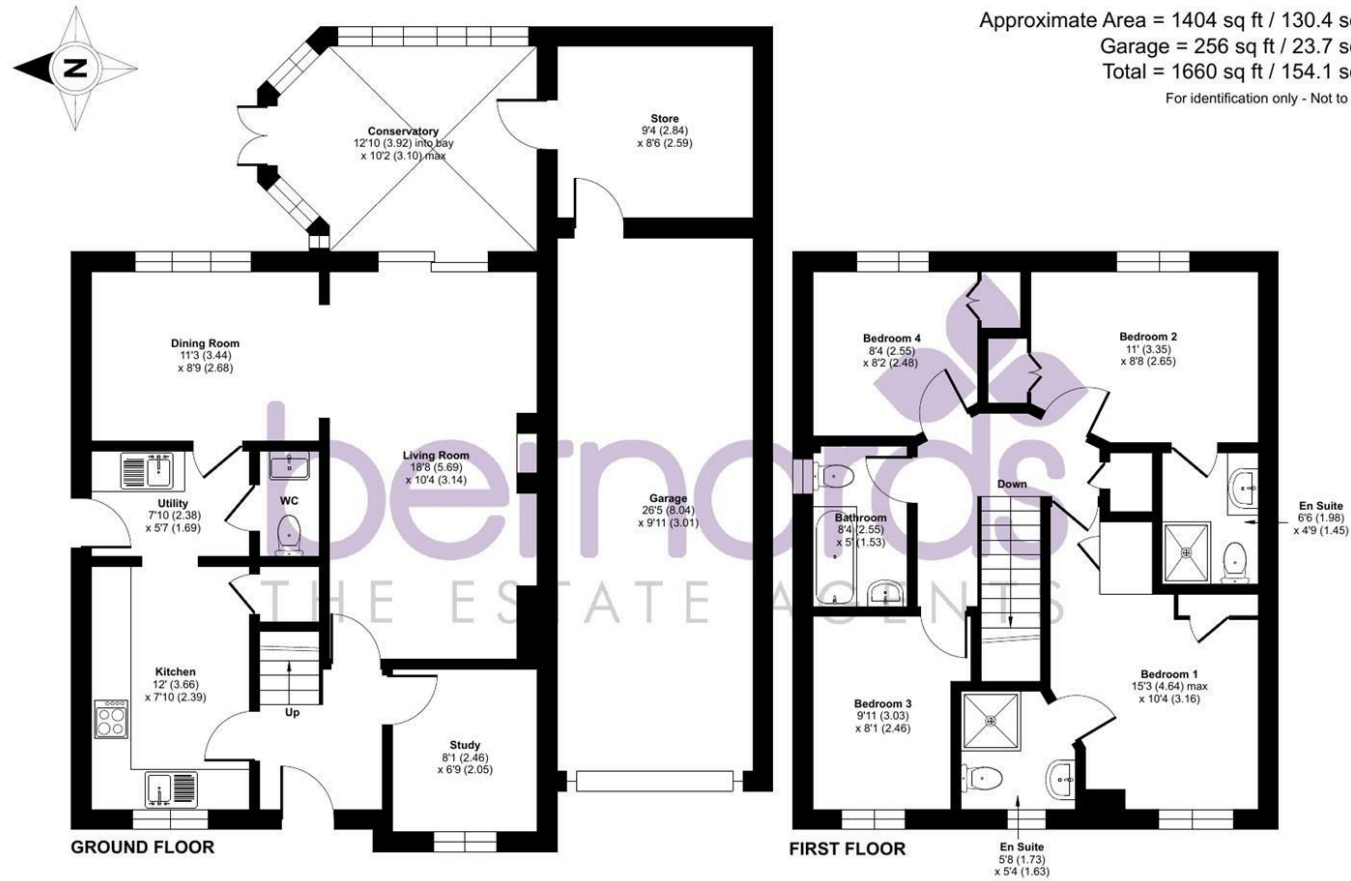 N
Approximate Area = 1404 sq ft / 130.4 s
Garage = 256 sq ft / 23.7 s
Total = 1660 sq ft / 154.1 s
For identification only - Not to
Conservatory
12'10 (3.92) into bay
x 10'2 (3.10) max
Store
9'4 (2.84)
x 8'6 (2.59)
Dining Room
11'3 (3.44)
x 8'9 (2.68)
Living Room
18'8 (5.69)
x 10'4 (3.14)
Utility
7'10 (2.38)
x 5'7 (1.69)
WC
Garage
26'5 (8.04)
x 9'11 (3.01)
Kitchen
12' (3.66)
x 7'10 (2.39)
Up
Study
8'1 (2.46)
x 6'9 (2.05)
GROUND FLOOR
Bedroom 4
8'4 (2.55)
x 8'2 (2.48)
Bedroom 2
11' (3.35)
x 8'8 (2.65)
Down
Bathroom
8'4 (2.55)
x 5' (1.53)
En Suite
6'6 (1.98)
x 4'9 (1.45)
Bedroom 3
9'11 (3.03)
x 8'1 (2.46)
Bedroom 1
15'3 (4.64) max
x 10'4 (3.16)
En Suite
5'8 (1.73)
x 5'4 (1.63)
FIRST FLOOR
bernards
THE ESTATE AGENTS